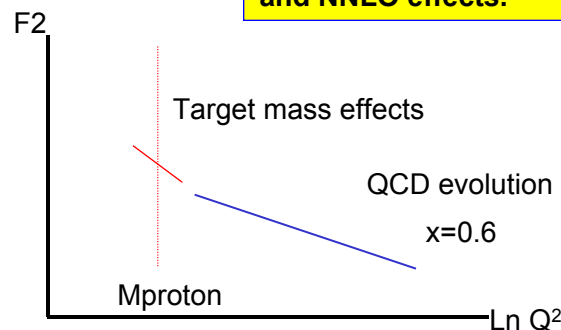 and NNLO effects.
F2
Target mass effects
QCD evolution
x=0.6
Mproton
Ln Q²